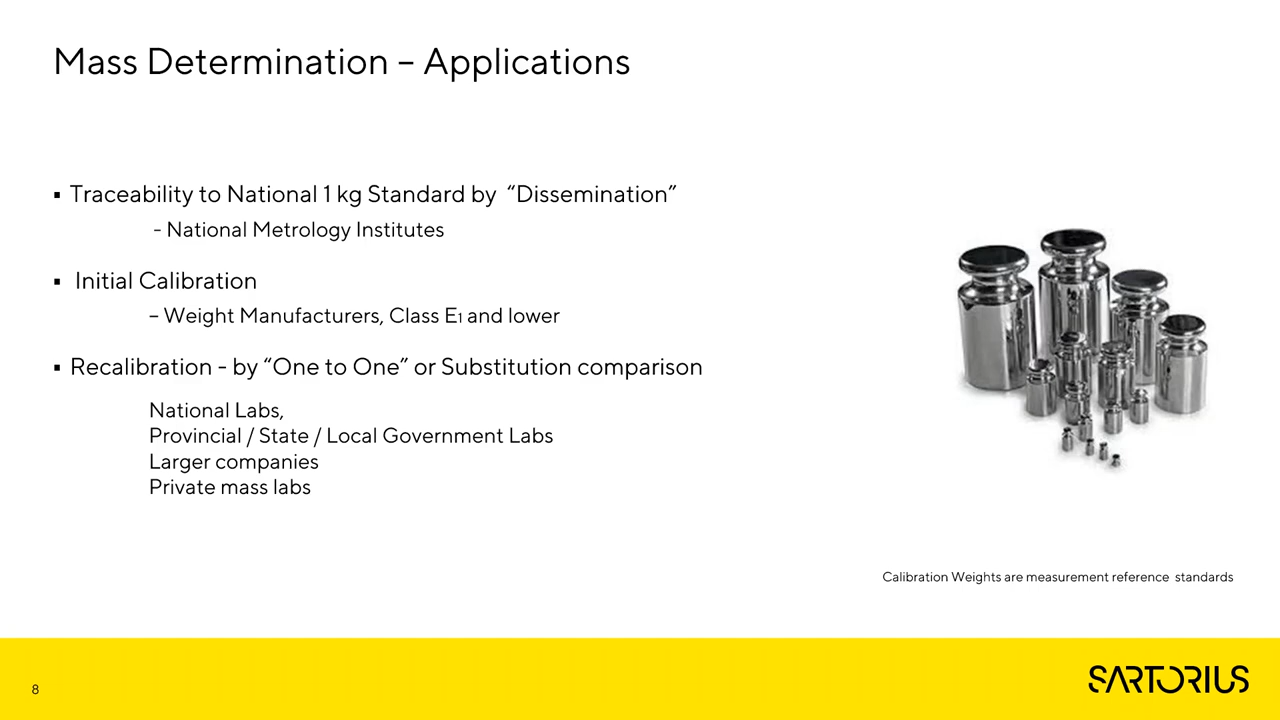 Mass Determination – Applications
▪ Traceability to National 1 kg Standard by “Dissemination”
- National Metrology Institutes
▪ Initial Calibration
– Weight Manufacturers, Class E₁ and lower
▪ Recalibration - by “One to One” or Substitution comparison
National Labs,
Provincial / State / Local Government Labs
Larger companies
Private mass labs
Calibration Weights are measurement reference standards
8
SARTORIUS